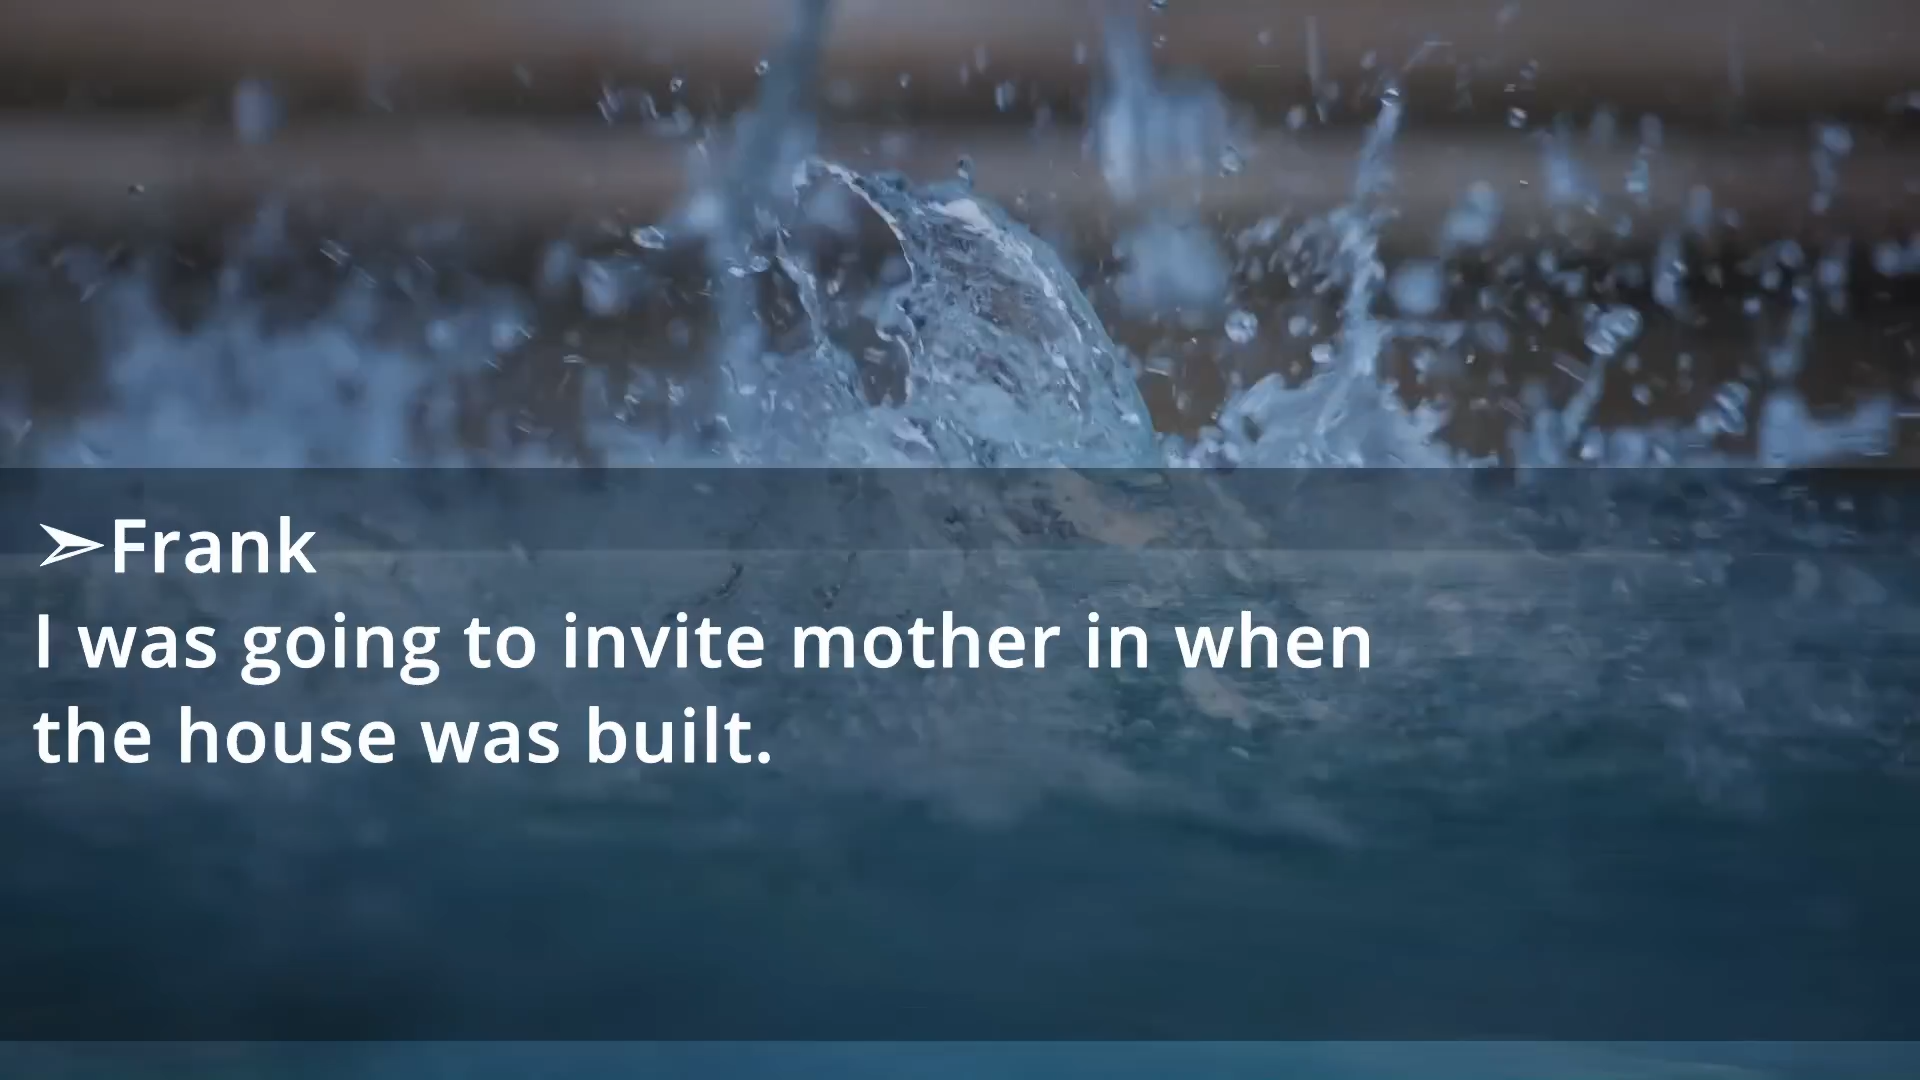 ➢Frank
I was going to invite mother in when
the house was built.